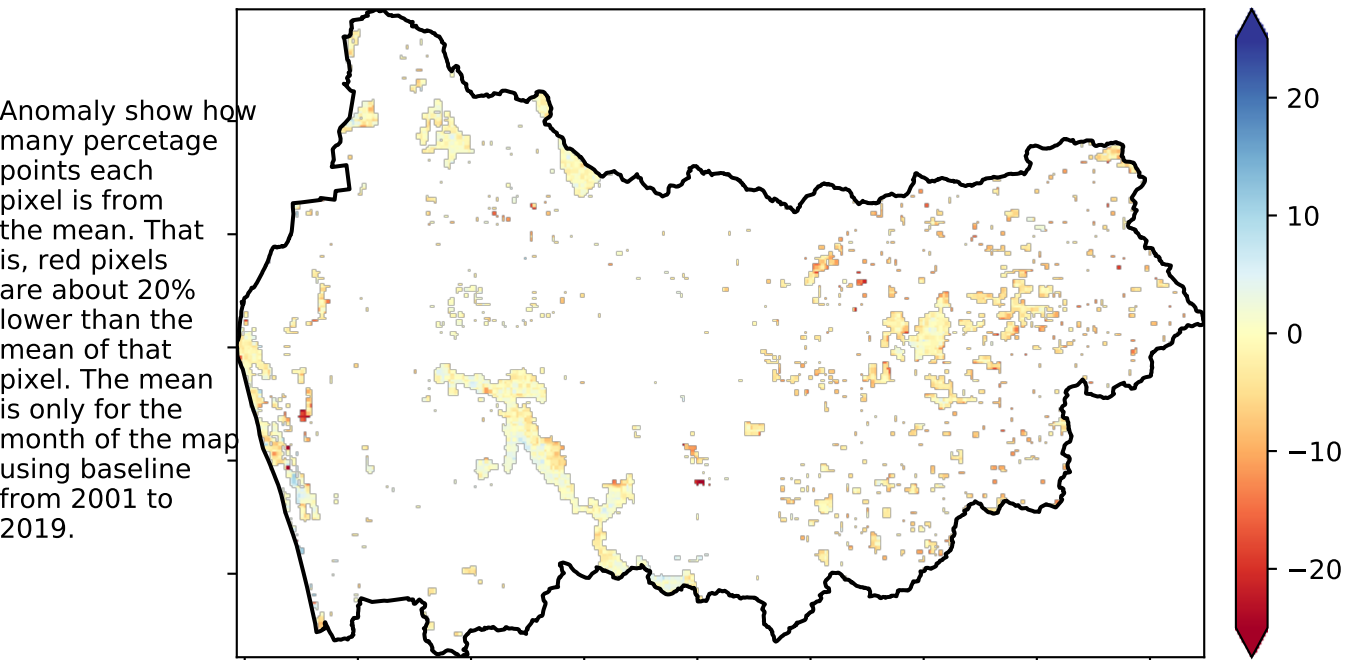 Anomaly show how
many percetage
points each
pixel is from
the mean. That
is, red pixels
are about 20%
lower than the
mean of that
pixel. The mean
is only for the
month of the map
using baseline
from 2001 to
2019.
20
10
0
−10
−20